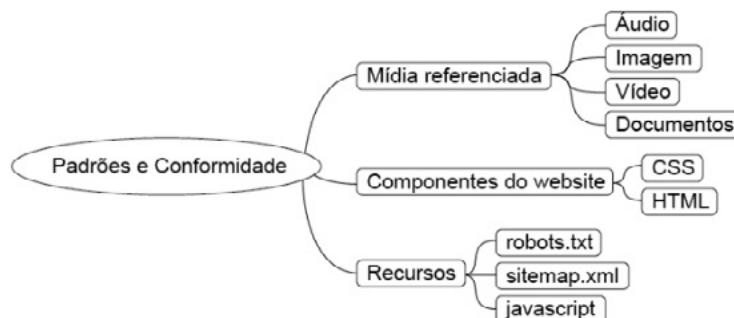 Padrões e Conformidade
Mídia referenciada
Áudio
Imagem
Vídeo
Documentos
Componentes do website
CSS
HTML
Recursos
robots.txt
sitemap.xml
javascript